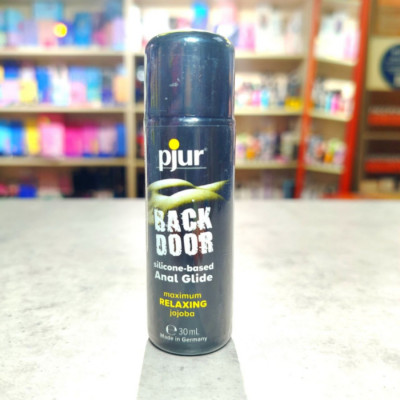 pjur®
BACK
DOOR
silicone-based
Anal Glide
maximum
RELAXING
jojoba
℮ 30 mL
Made in Germany